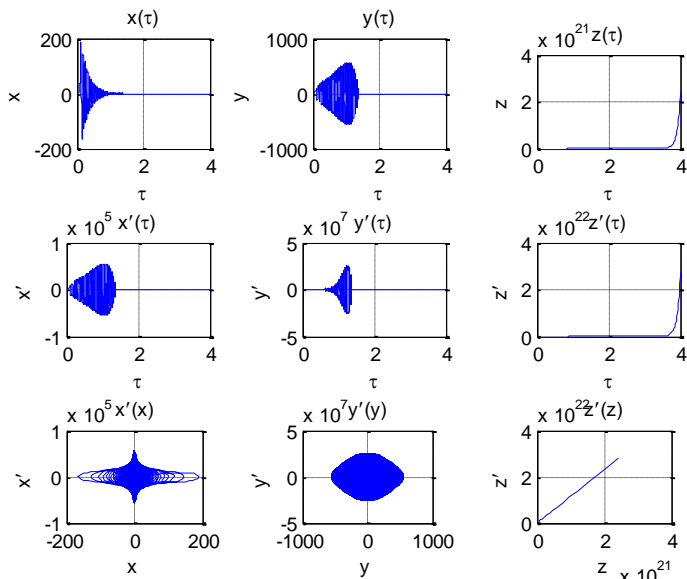 x(τ) y(τ) x 10^21 z(τ)
200 1000 4
x 0 y 0 z 2
-200 -1000 0
0 2 4 0 2 4 0 2 4
τ τ τ
x 10^5 x′(τ) x 10^7 y′(τ) x 10^22 z′(τ)
1 5 4
x′ 0 y′ 0 z′ 2
-1 -5 0
0 2 4 0 2 4 0 2 4
τ τ τ
x 10^5 x′(x) x 10^7 y′(y) x 10^22 z′(z)
1 5 4
x′ 0 y′ 0 z′ 2
-1 -5 0
-200 0 200 -1000 0 1000 0 2 4
x y z x 10^21